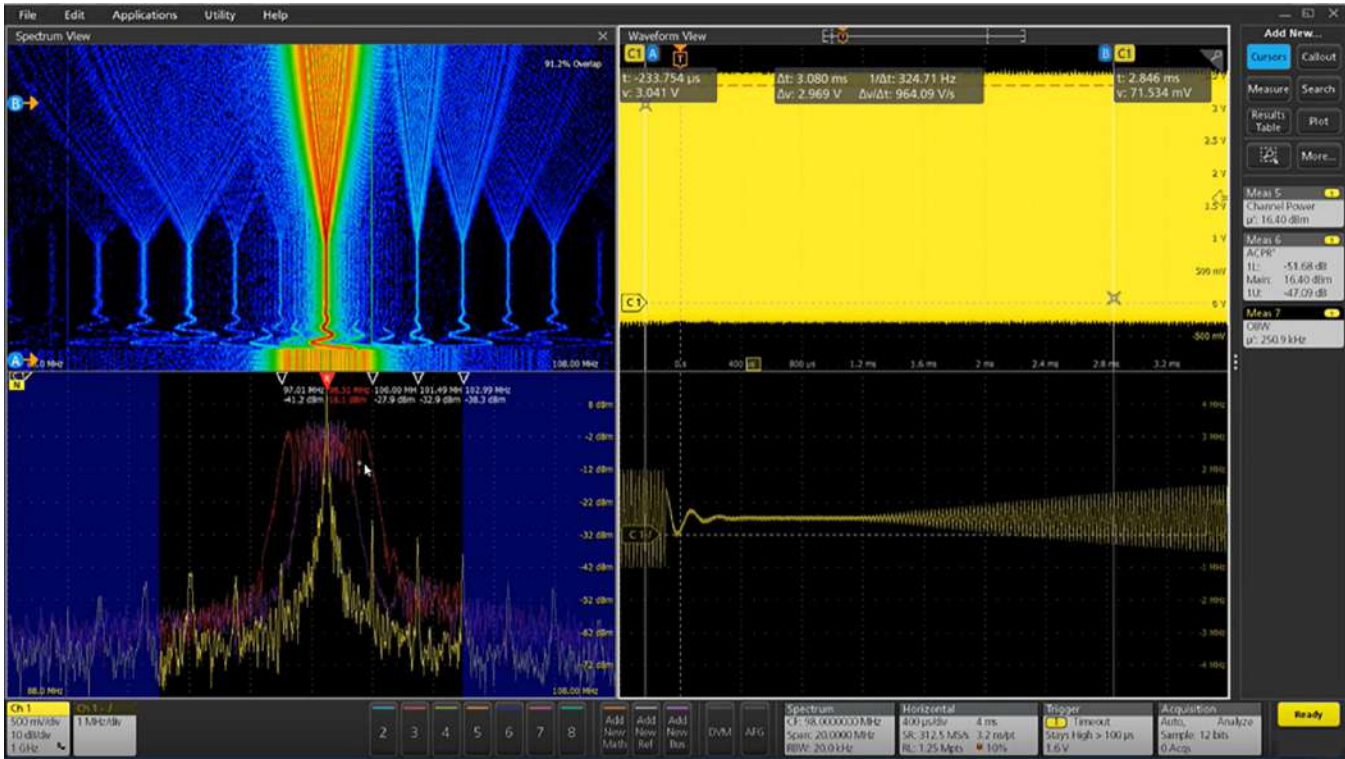 File Edit Applications Utility Help
Spectrum View
91.2% Overlap
B
A
108.00 MHz
97.01 MHz
-41.2 dBm
-100.00 MH 101.49 MH 102.99 MHz
-27.9 dBm -32.9 dBm -38.3 dBm
8 dBm
-2 dBm
-12 dBm
-22 dBm
-32 dBm
-42 dBm
-52 dBm
-62 dBm
-72 dBm
88.0 MHz
108.00 MHz
Waveform View
C1 A
t: -233.754 µs
v: 3.041 V
Δt: 3.080 ms 1/Δt: 324.71 Hz
Δv: 2.969 V Δv/Δt: 964.09 V/s
B C1
t: 2.846 ms
v: 71.534 mV
3 V
2.5 V
2 V
1.5 V
1 V
500 mV
C1
0 V
-500 mV
0 s 400 µs 800 µs 1.2 ms 1.6 ms 2 ms 2.4 ms 2.8 ms 3.2 ms
4 MHz
3 MHz
2 MHz
1 MHz
-1 MHz
-2 MHz
-3 MHz
-4 MHz
Add New...
Cursors Callout
Measure Search
Results
Table
Plot
More...
Meas 5 1
Channel Power
µ': 16.40 dBm
Meas 6 1
ACPR'
1L: -51.68 dB
Main: 16.40 dBm
1U: -47.09 dB
Meas 7 1
OBW
µ': 250.9 kHz
Ch 1
500 mV/div
10 dB/div
1 GHz
Ch 1 - f
1 MHz/div
2 3 4 5 6 7 8
Add
New
Math
Add
New
Ref
Add
New
Bus
DVM AFG
Spectrum
CF: 98.0000000 MHz
Span: 20.0000 MHz
RBW: 20.0 kHz
Horizontal
400 µs/div 4 ms
SR: 312.5 MS/s 3.2 ns/pt
RL: 1.25 Mpts 10%
Trigger
1 Timeout
Stays High > 100 µs
1.6 V
Acquisition
Auto, Analyze
Sample: 12 bits
0 Acqs
Ready